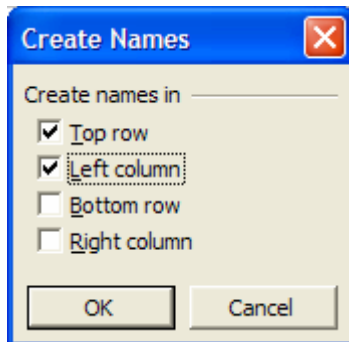 Create Names
Create names in
Top row
Left column
Bottom row
Right column
OK Cancel